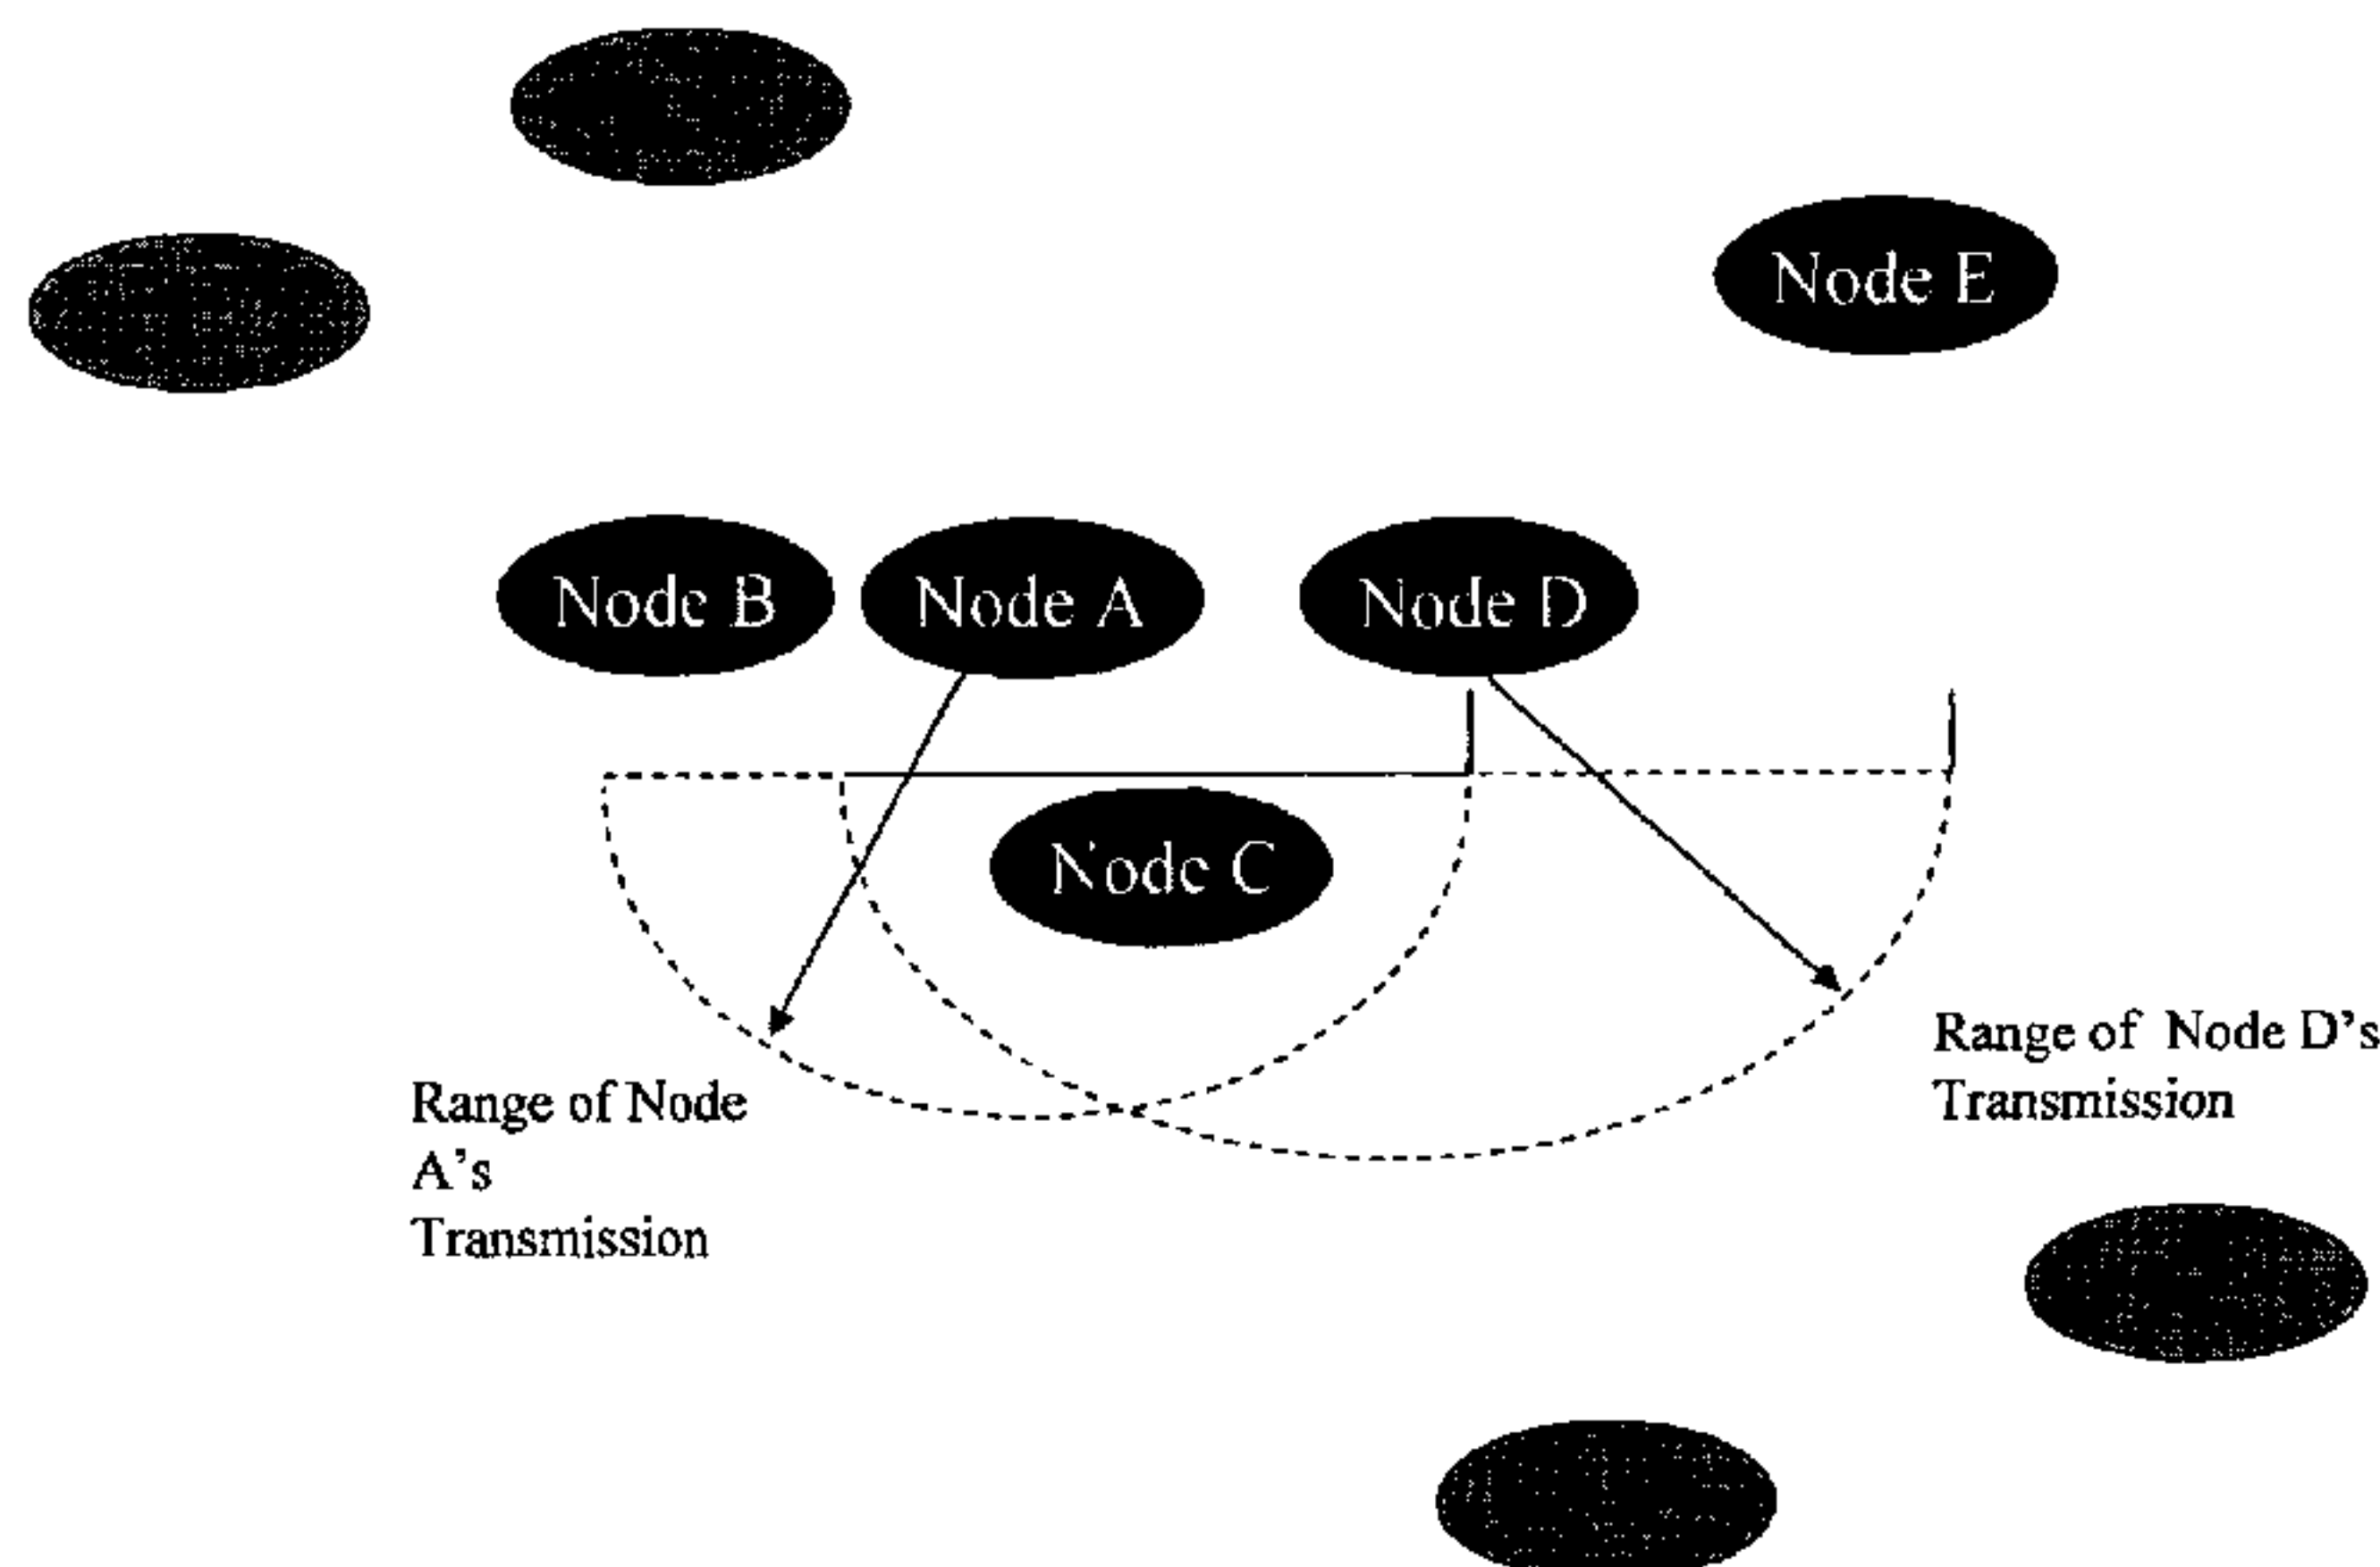 Node E
Node B
Node A
Node D
Node C
Range of Node D's
Transmission
Range of Node
A's
Transmission